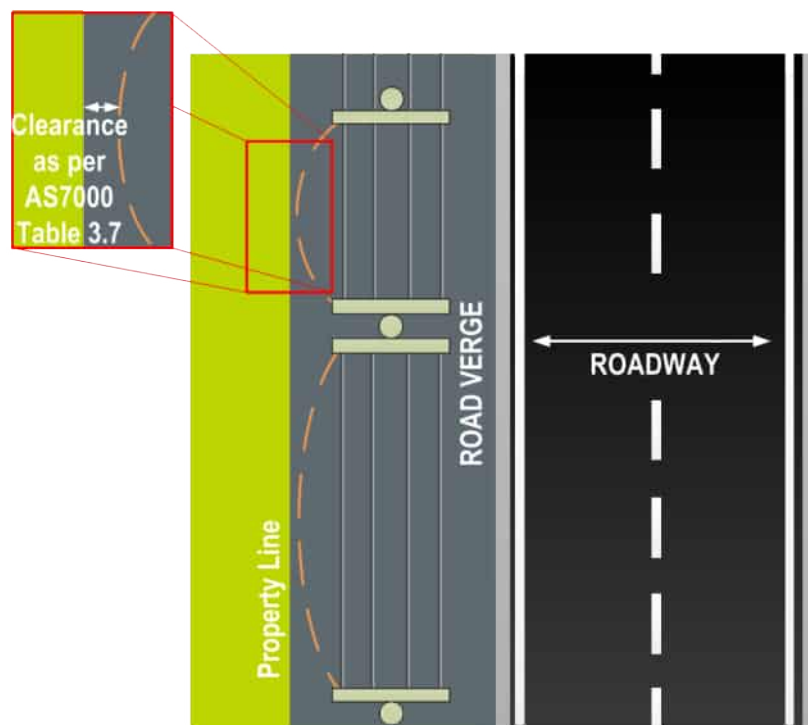 Clearance
as per
AS7000
Table 3.7
ROADWAY
ROAD VERGE
Property Line